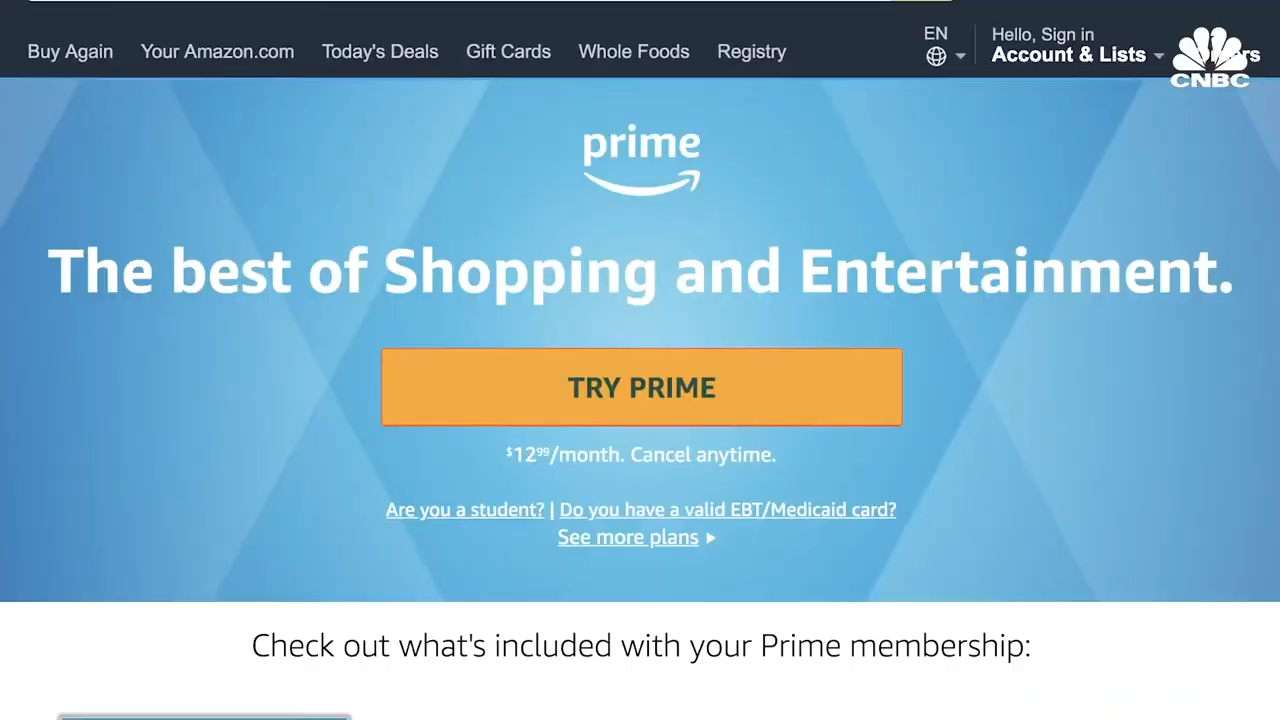 Buy Again Your Amazon.com Today's Deals Gift Cards Whole Foods Registry
EN
Hello, Sign in
Account & Lists
CNBC
prime
The best of Shopping and Entertainment.
TRY PRIME
$12⁹⁹/month. Cancel anytime.
Are you a student? | Do you have a valid EBT/Medicaid card?
See more plans
Check out what's included with your Prime membership: